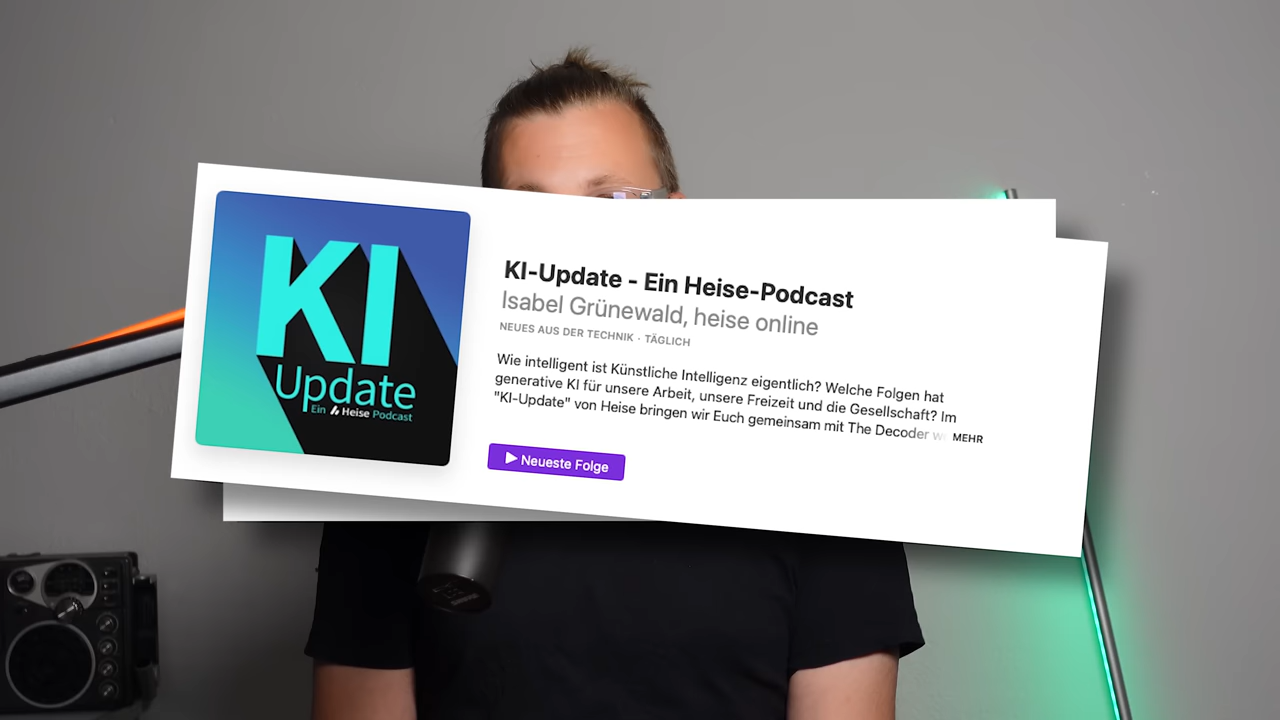 KI
Update
Ein Heise Podcast
KI-Update - Ein Heise-Podcast
Isabel Grünewald, heise online
NEUES AUS DER TECHNIK · TÄGLICH
Wie intelligent ist Künstliche Intelligenz eigentlich? Welche Folgen hat
generative KI für unsere Arbeit, unsere Freizeit und die Gesellschaft? Im
"KI-Update" von Heise bringen wir Euch gemeinsam mit The Decoder MEHR
Neueste Folge